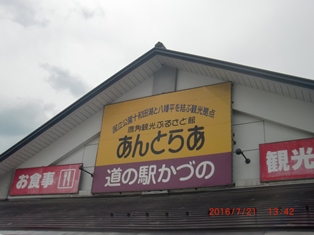 国立公園十和田湖と八幡平を結ぶ観光拠点
鹿角観光ふるさと館
あんとらあ
道の駅かづの
お食事
観光
2016/7/21 13:42